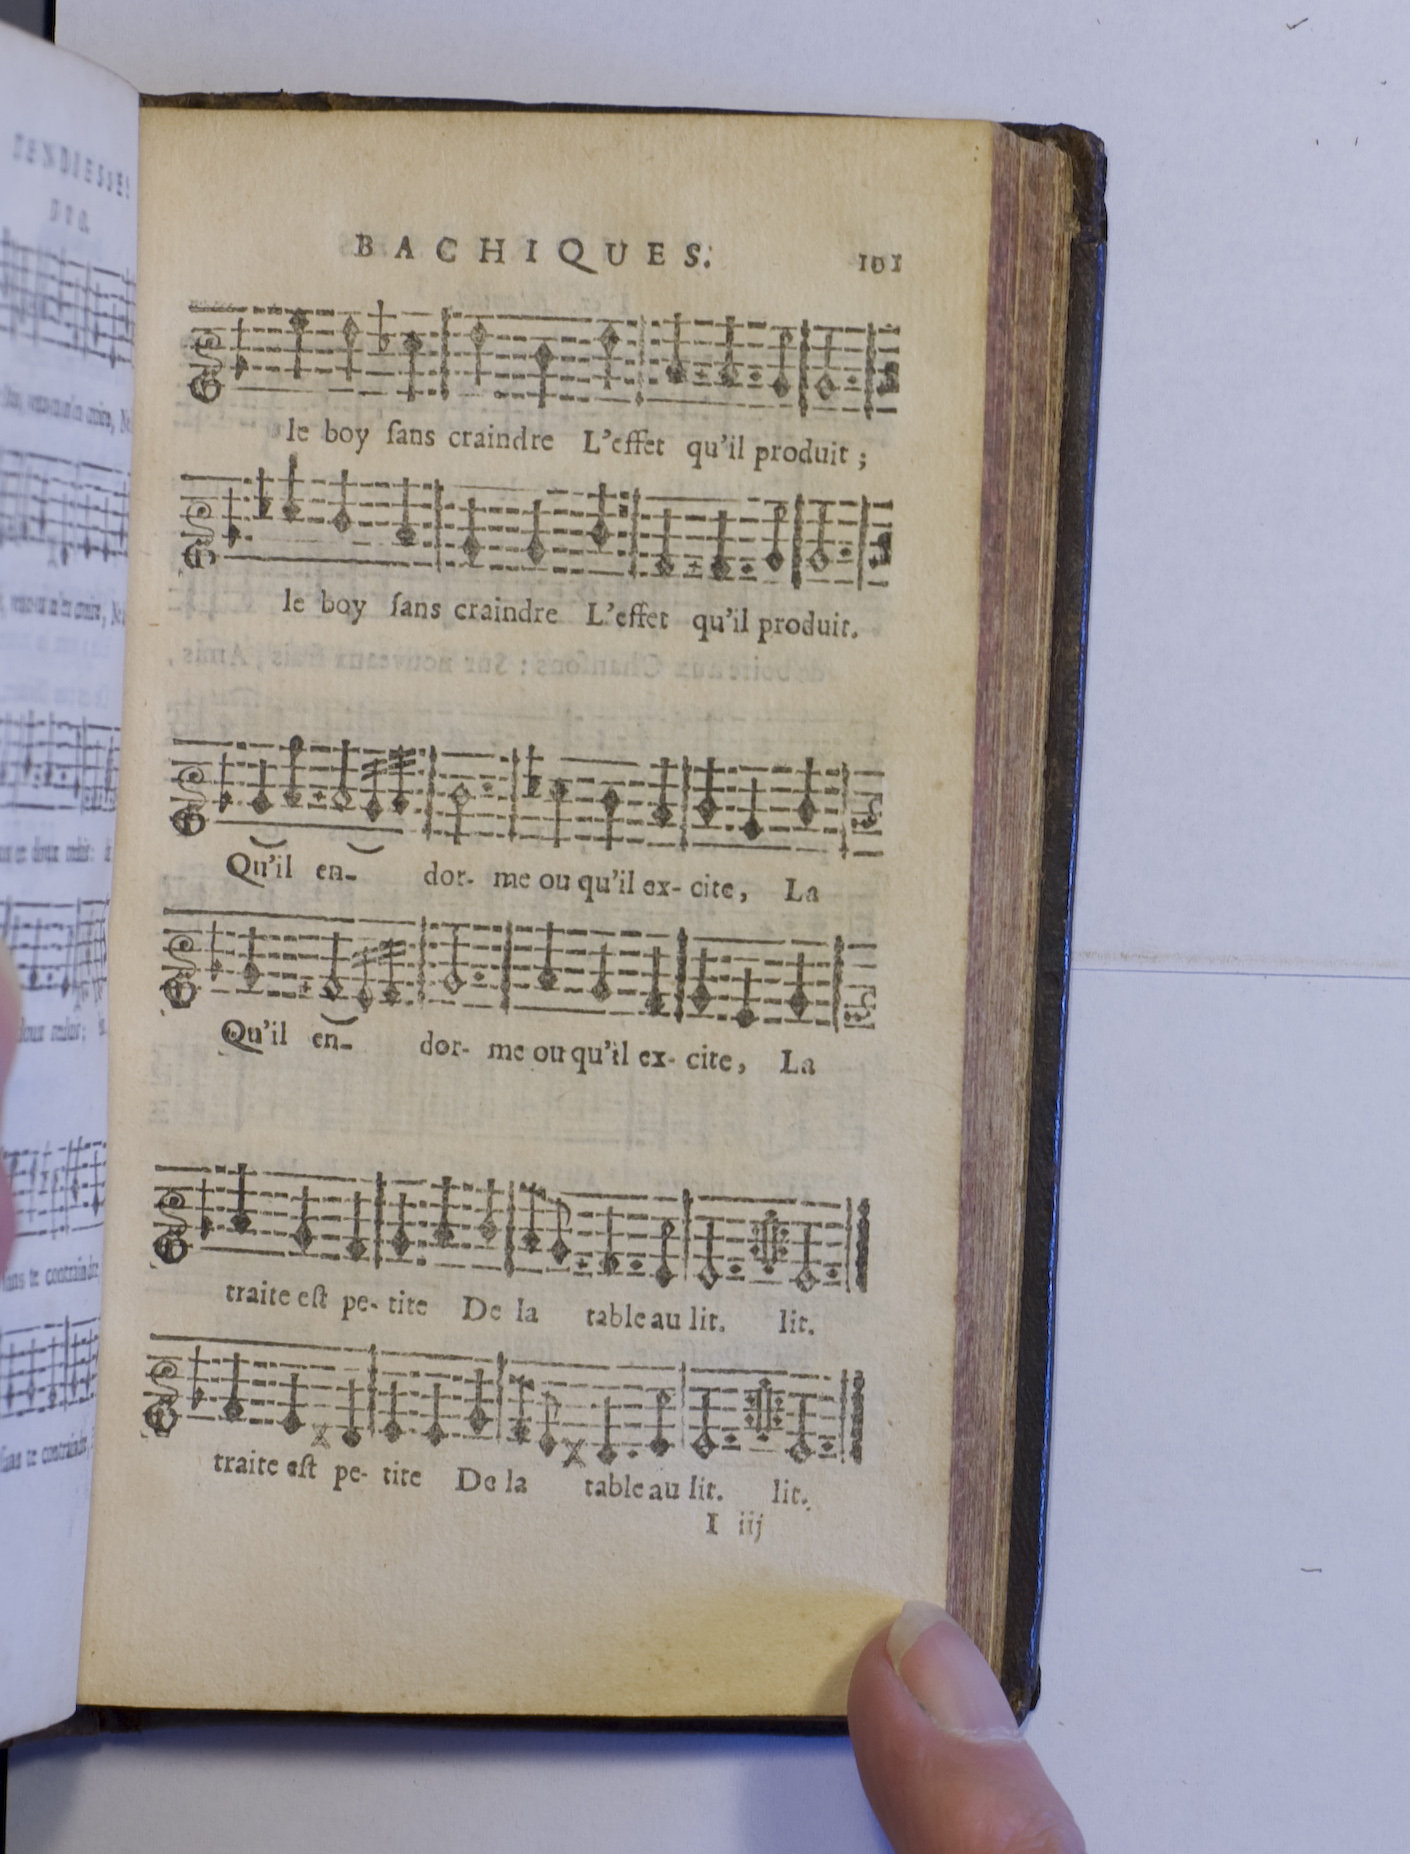 BACHIQUES. 101
le boy ſans craindre L'effet qu'il produit ;
le boy ſans craindre L'effet qu'il produit.
Qu'il en- dor- me ou qu'il ex- cite, La
Qu'il en- dor- me ou qu'il ex- cite, La
traite eſt pe- tite De la table au lit. lit.
traite eſt pe- tite De la table au lit. lit.
I iij